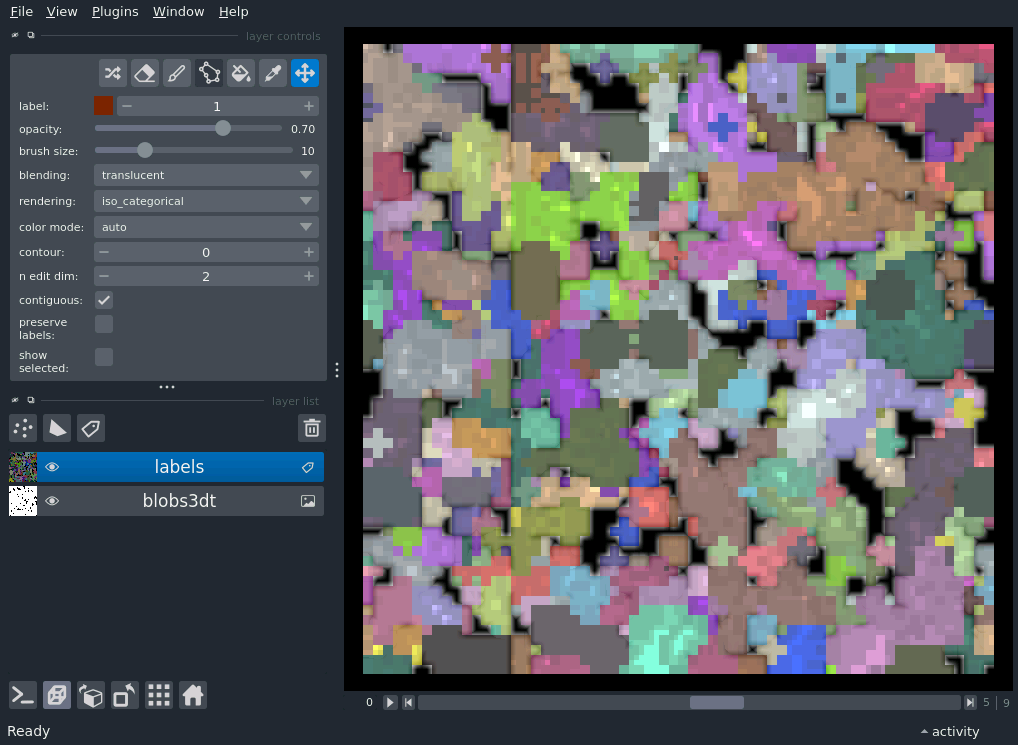 File View Plugins Window Help
layer controls
label: 1
opacity: 0.70
brush size: 10
blending: translucent
rendering: iso_categorical
color mode: auto
contour: 0
n edit dim: 2
contiguous:
preserve
labels:
show
selected:
layer list
labels
blobs3dt
0 5 9
Ready activity